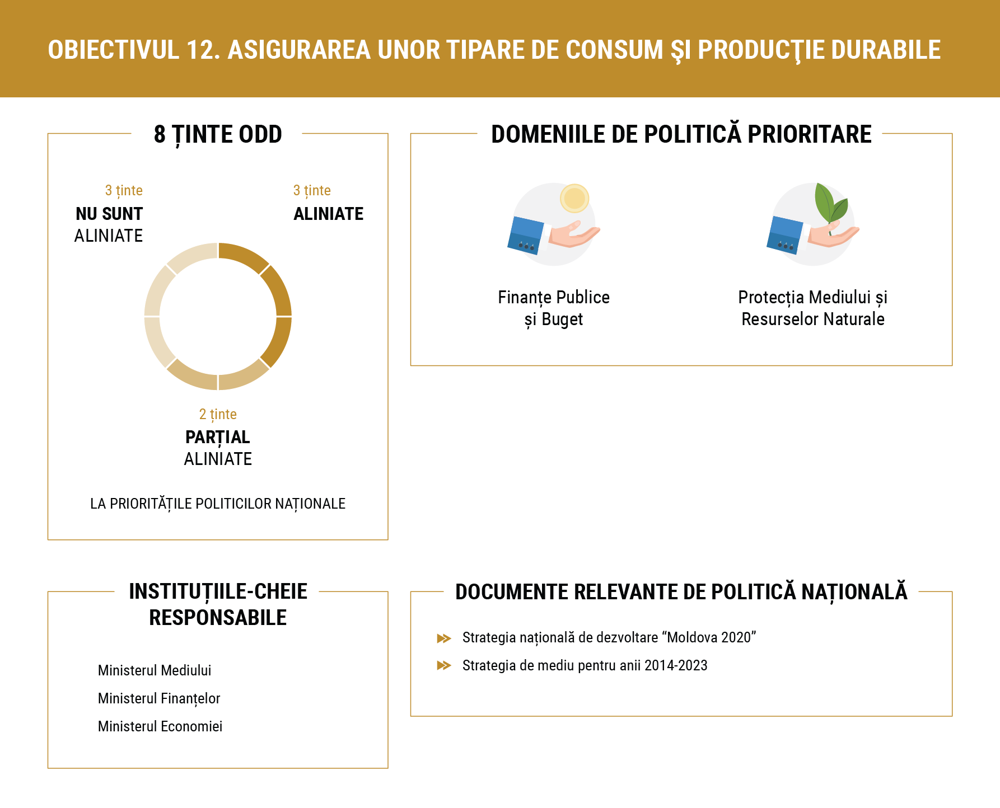 OBIECTIVUL 12. ASIGURAREA UNOR TIPARE DE CONSUM ŞI PRODUCŢIE DURABILE
8 ȚINTE ODD
3 ținte
NU SUNT
ALINIATE
3 ținte
ALINIATE
2 ținte
PARȚIAL
ALINIATE
LA PRIORITĂȚILE POLITICILOR NAȚIONALE
DOMENIILE DE POLITICĂ PRIORITARE
Finanțe Publice
și Buget
Protecția Mediului și
Resurselor Naturale
INSTITUȚIILE-CHEIE
RESPONSABILE
Ministerul Mediului
Ministerul Finanțelor
Ministerul Economiei
DOCUMENTE RELEVANTE DE POLITICĂ NAȚIONALĂ
Strategia națională de dezvoltare “Moldova 2020”
Strategia de mediu pentru anii 2014-2023